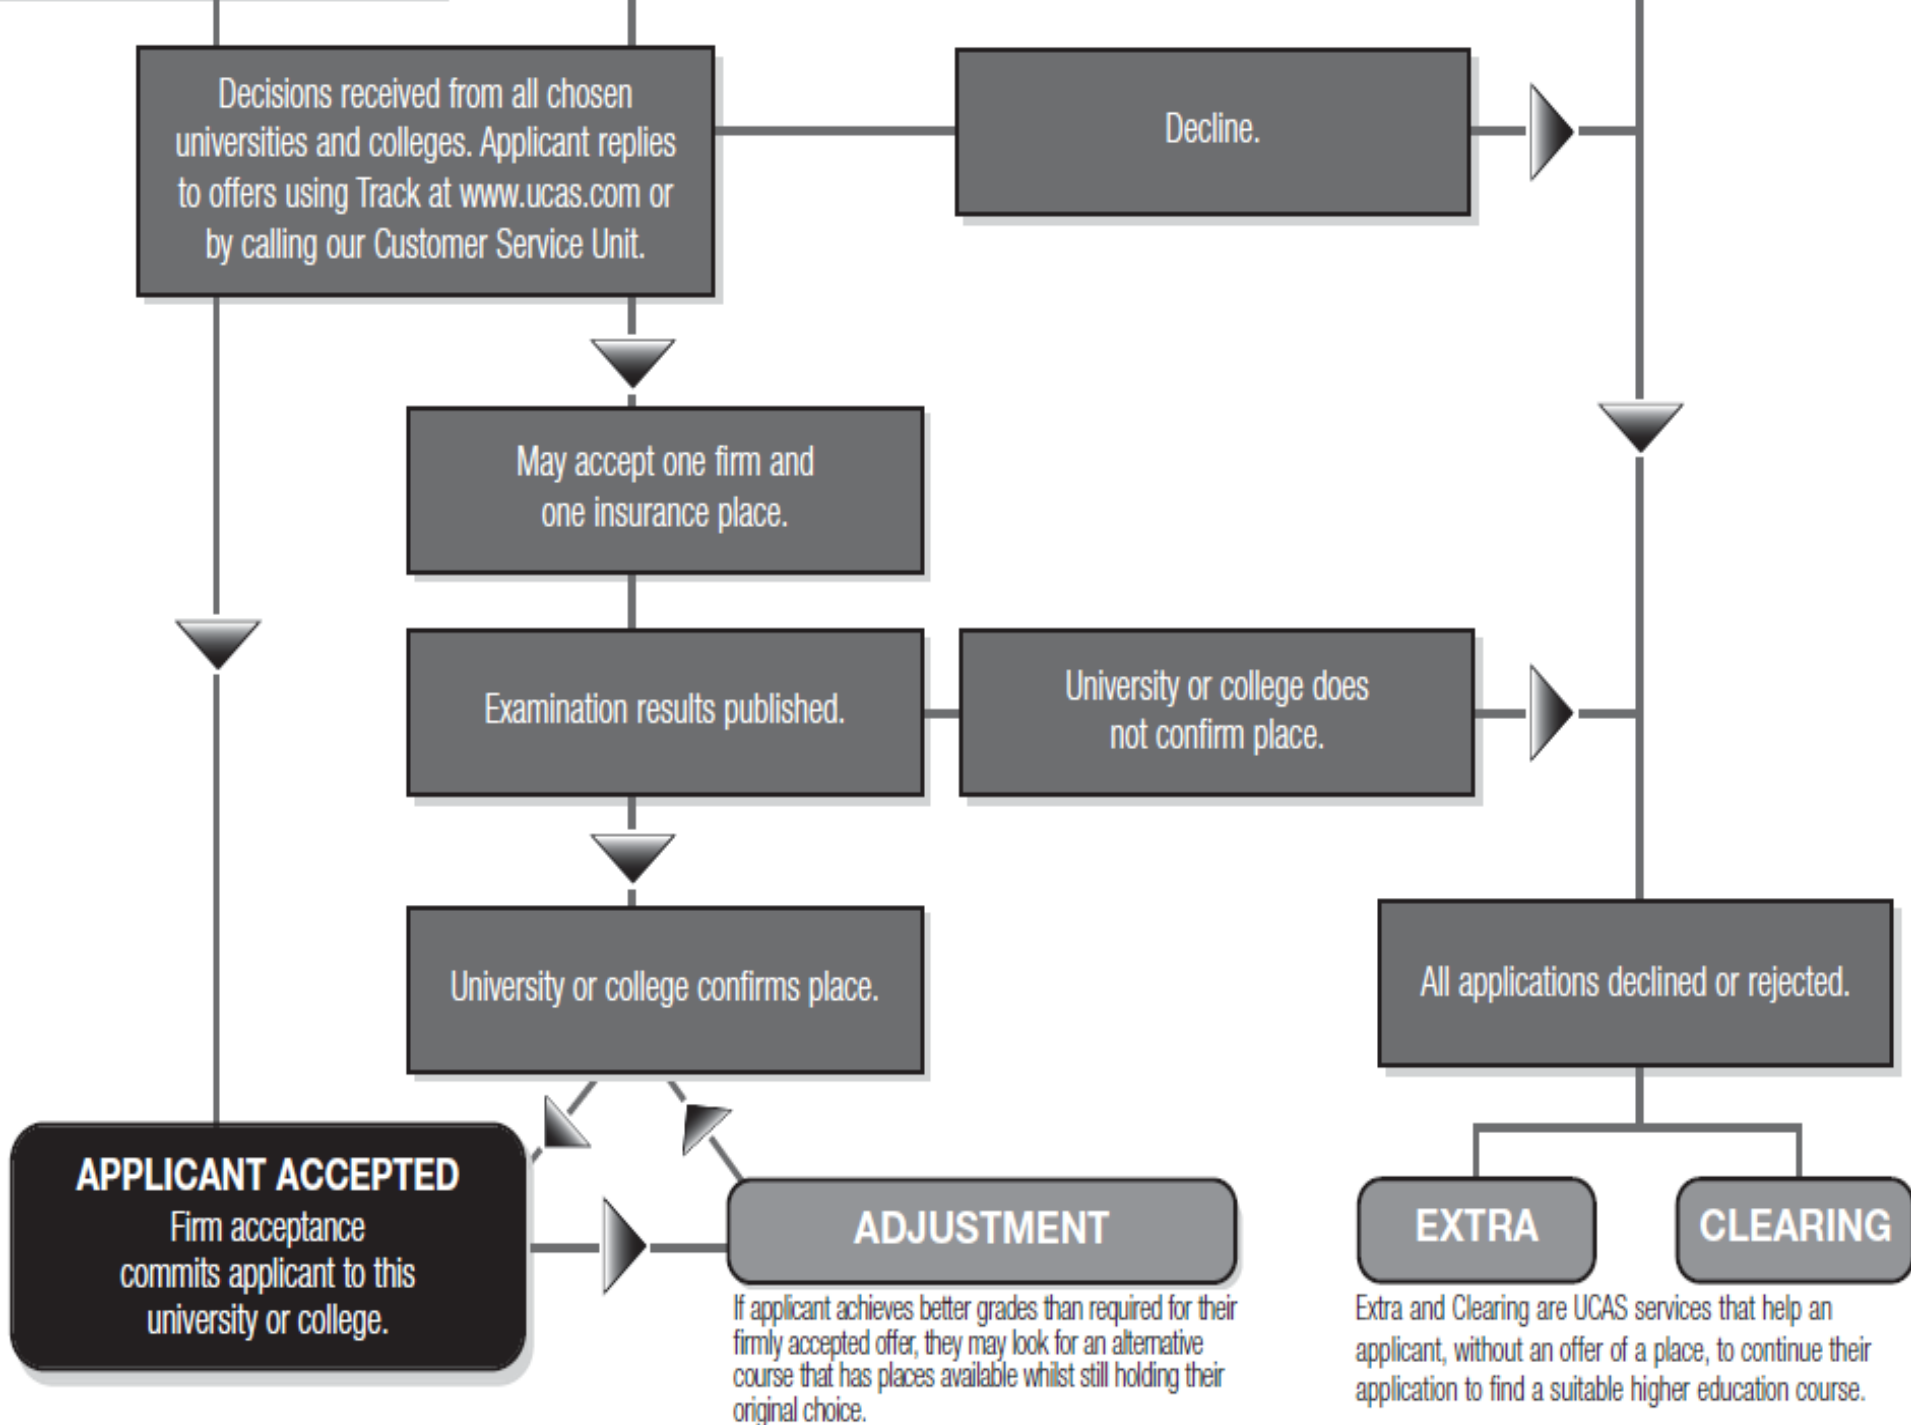 Decisions received from all chosen
universities and colleges. Applicant replies
to offers using Track at www.ucas.com or
by calling our Customer Service Unit.
Decline.
May accept one firm and
one insurance place.
Examination results published.
University or college does
not confirm place.
University or college confirms place.
All applications declined or rejected.
APPLICANT ACCEPTED
Firm acceptance
commits applicant to this
university or college.
ADJUSTMENT
If applicant achieves better grades than required for their
firmly accepted offer, they may look for an alternative
course that has places available whilst still holding their
original choice.
EXTRA
CLEARING
Extra and Clearing are UCAS services that help an
applicant, without an offer of a place, to continue their
application to find a suitable higher education course.